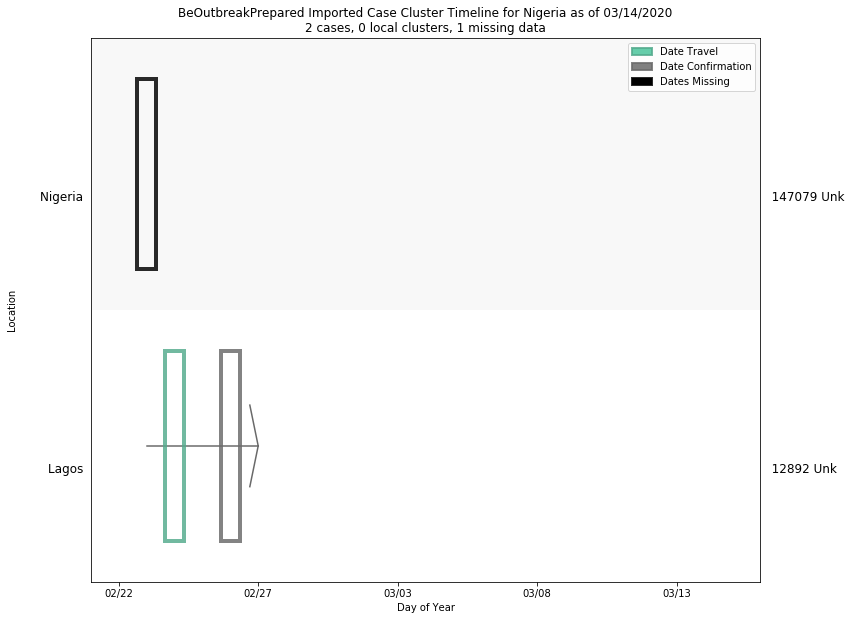 BeOutbreakPrepared Imported Case Cluster Timeline for Nigeria as of 03/14/2020
2 cases, 0 local clusters, 1 missing data
Date Travel
Date Confirmation
Dates Missing
Nigeria
147079 Unk
Location
Lagos
12892 Unk
02/22
02/27
03/03
03/08
03/13
Day of Year